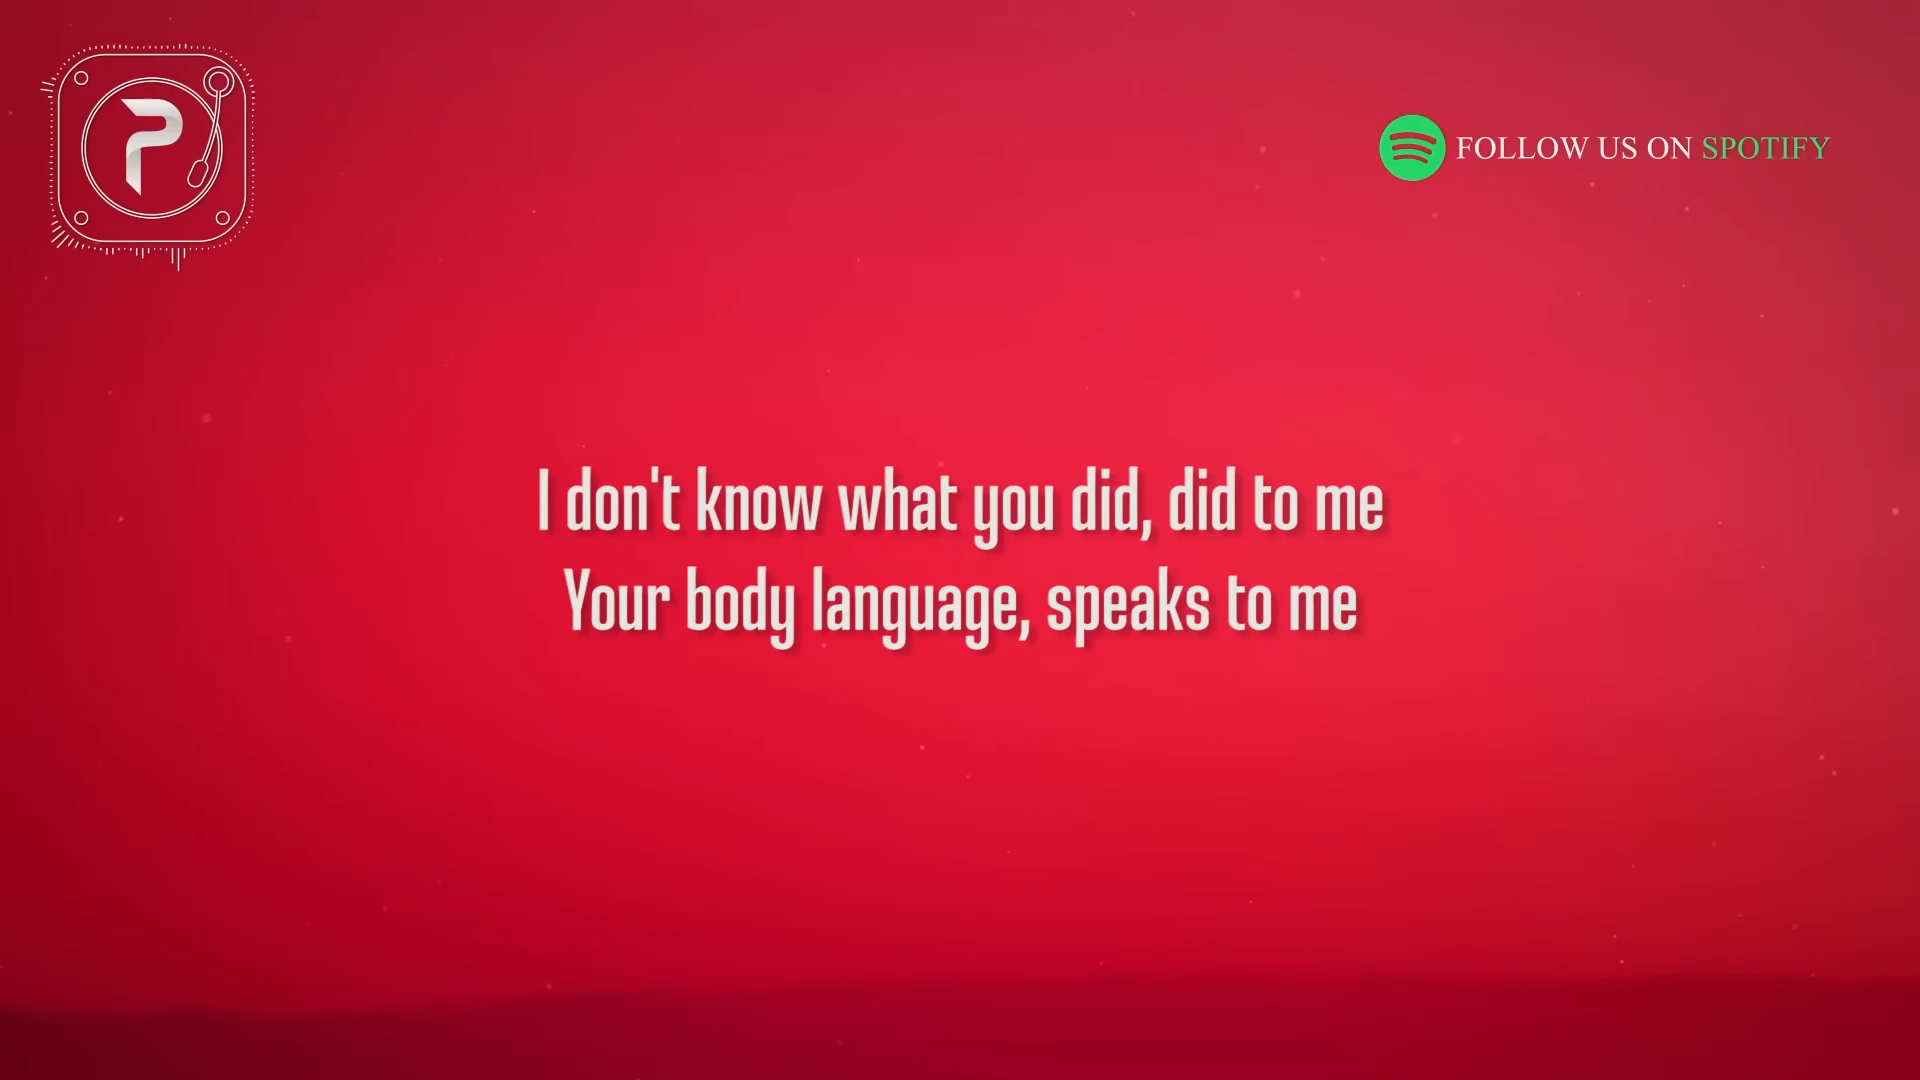 P
FOLLOW US ON SPOTIFY
I don't know what you did, did to me
Your body language, speaks to me